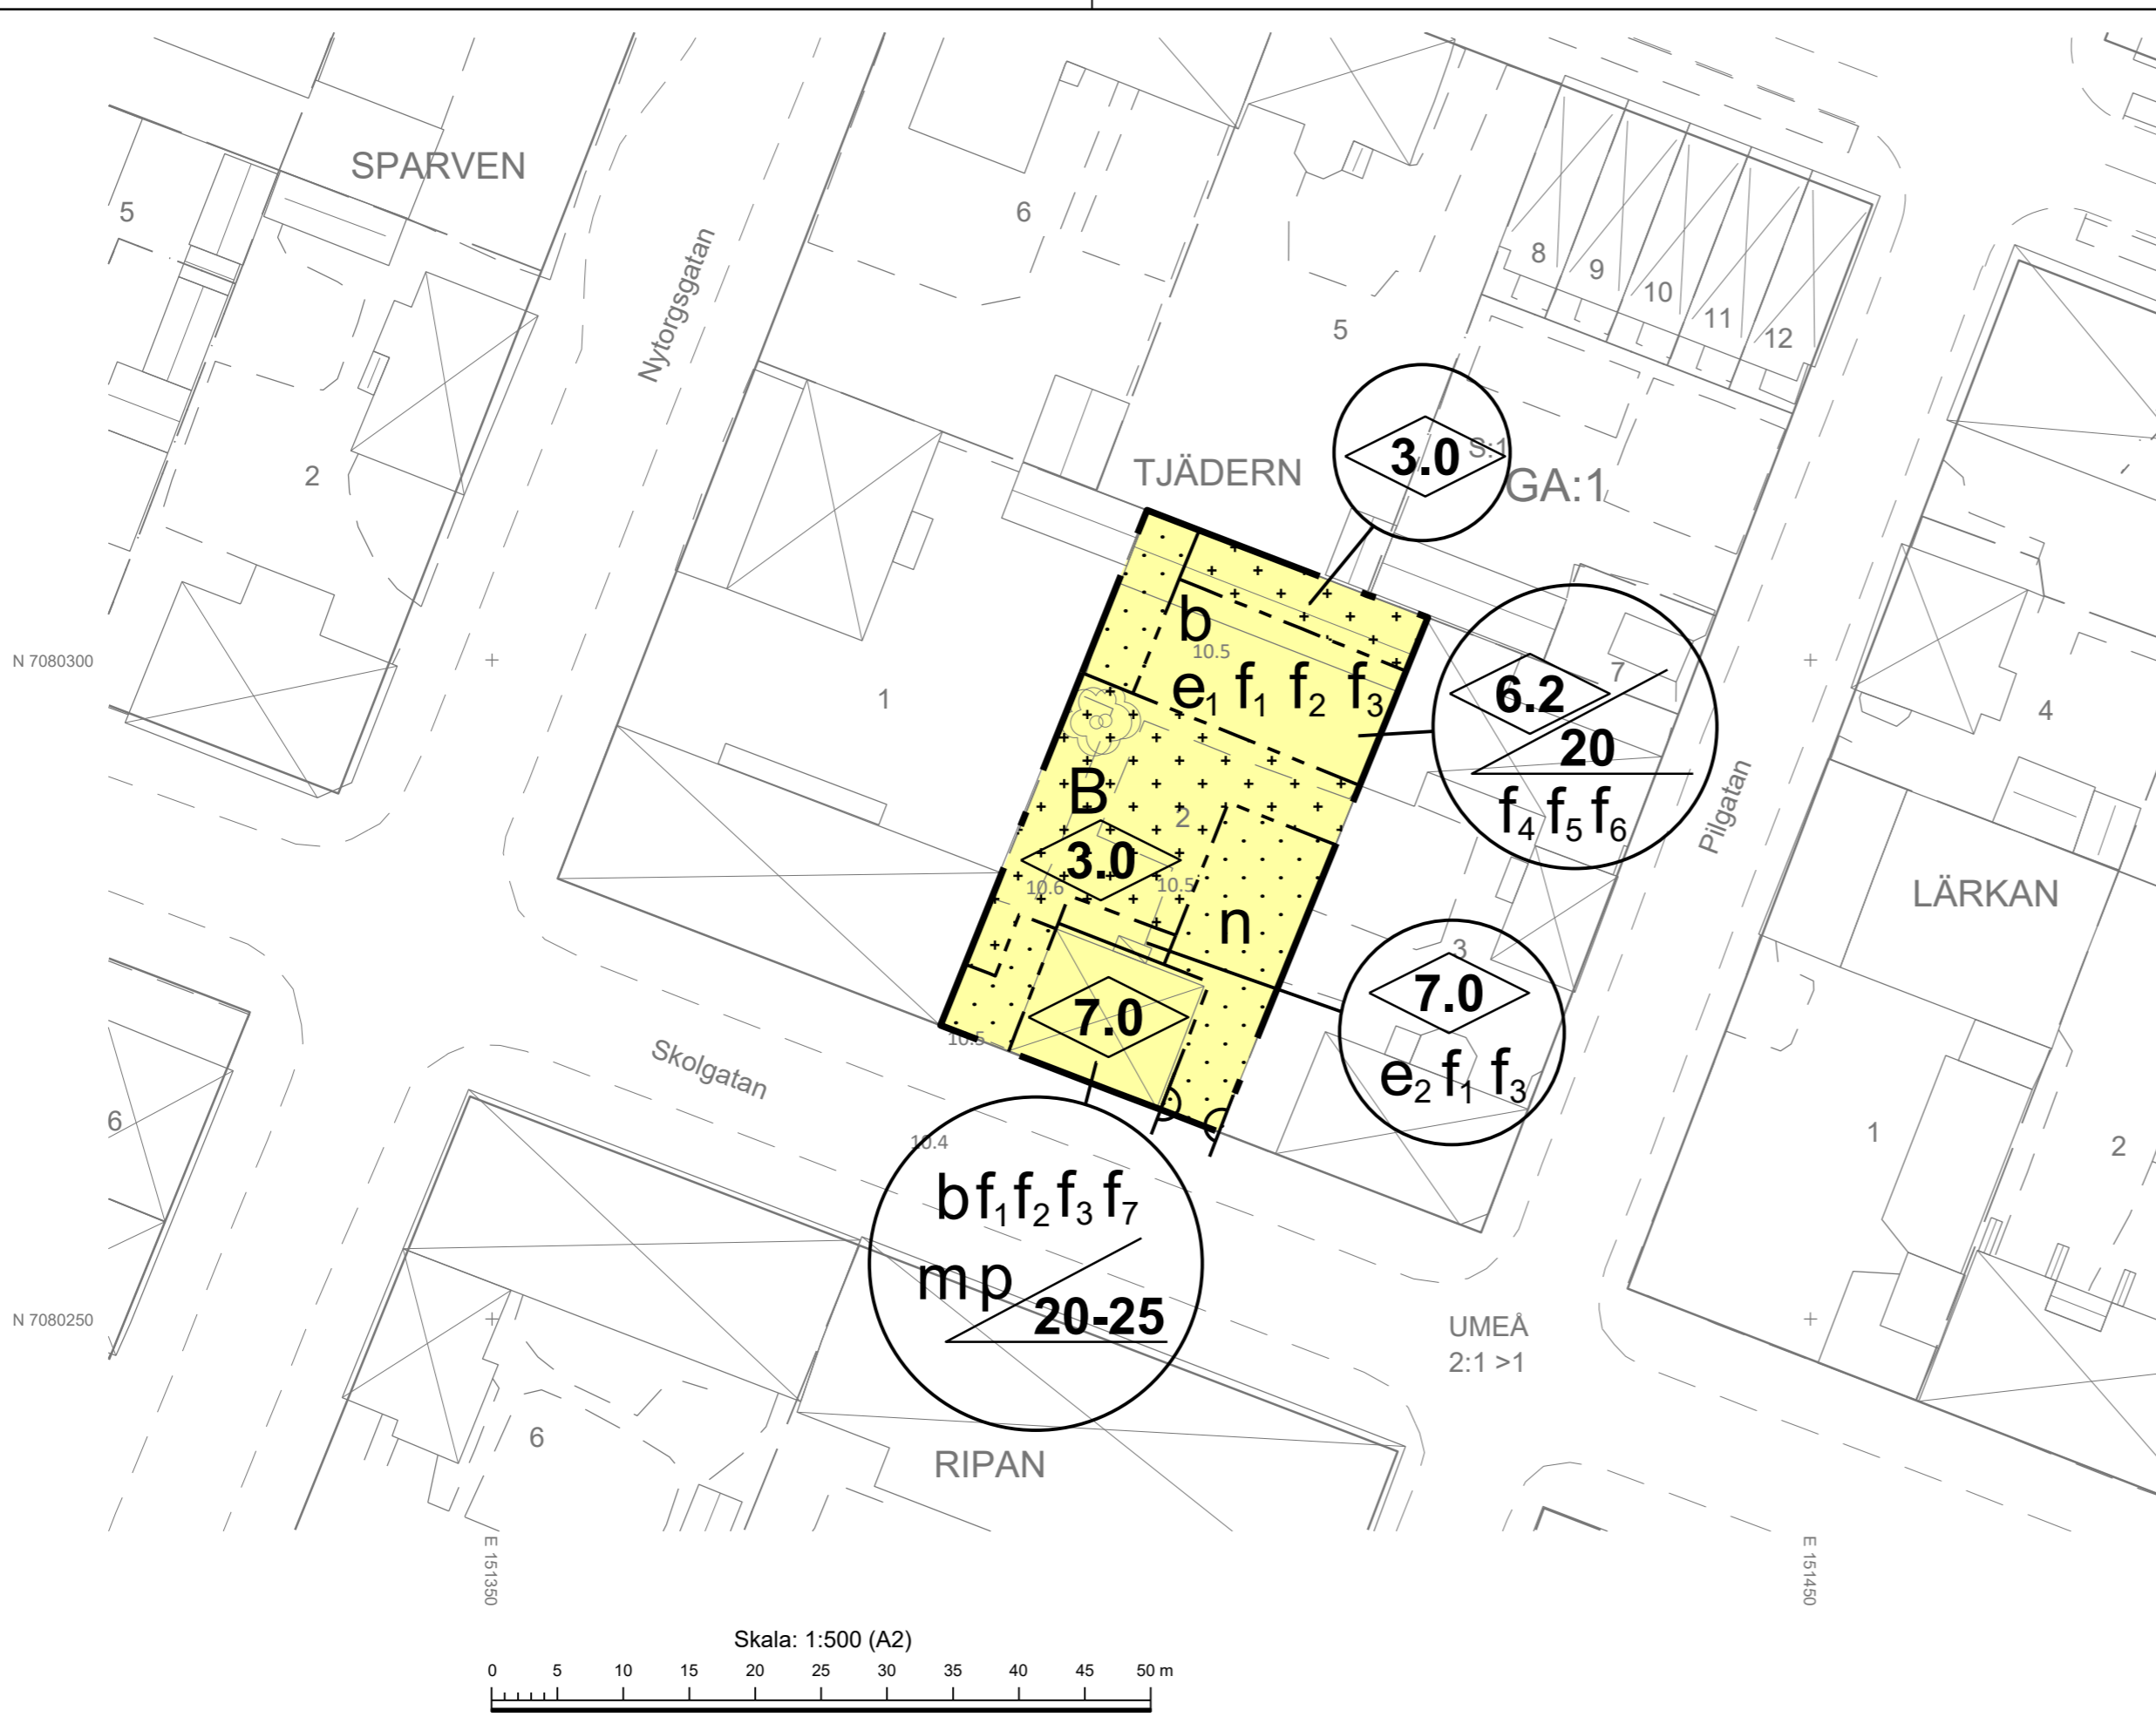 SPARVEN
5
6
Nytorgsgatan
8
9
10
11
12
5
3.0
S:1
TJÄDERN
GA:1
2
b
10.5
N 7080300
e₁ f₁ f₂ f₃
6.2
7
20
f₄ f₅ f₆
1
4
B
2
Pilgatan
3.0
10.6
10.5
LÄRKAN
n
3
7.0
7.0
e₂ f₁ f₃
10.5
Skolgatan
6
10.4
1
2
b f₁ f₂ f₃ f₇
m p
20-25
N 7080250
UMEÅ
2:1 >1
6
RIPAN
E 151350
E 151450
Skala: 1:500 (A2)
0 5 10 15 20 25 30 35 40 45 50 m